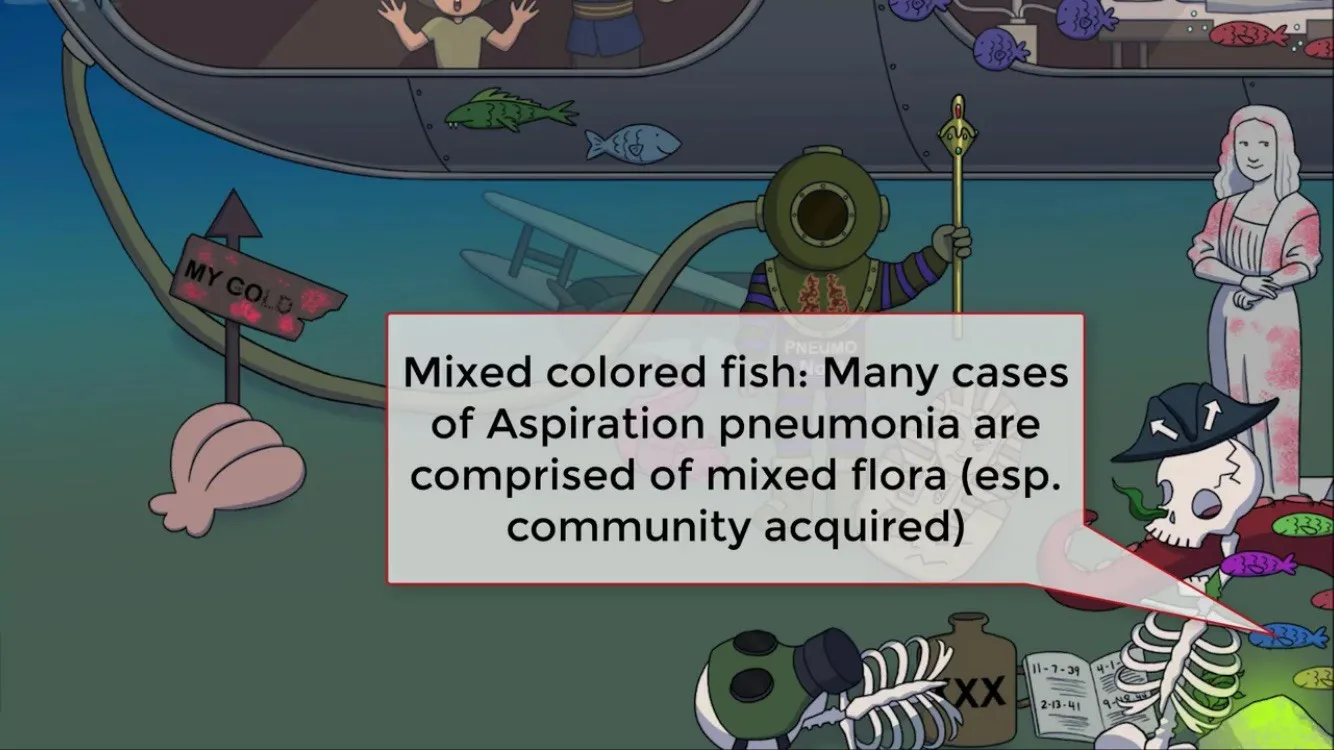 MY COLD
PNEUMO
No
Mixed colored fish: Many cases
of Aspiration pneumonia are
comprised of mixed flora (esp.
community acquired)
XXX
11-7-39
2-13-41